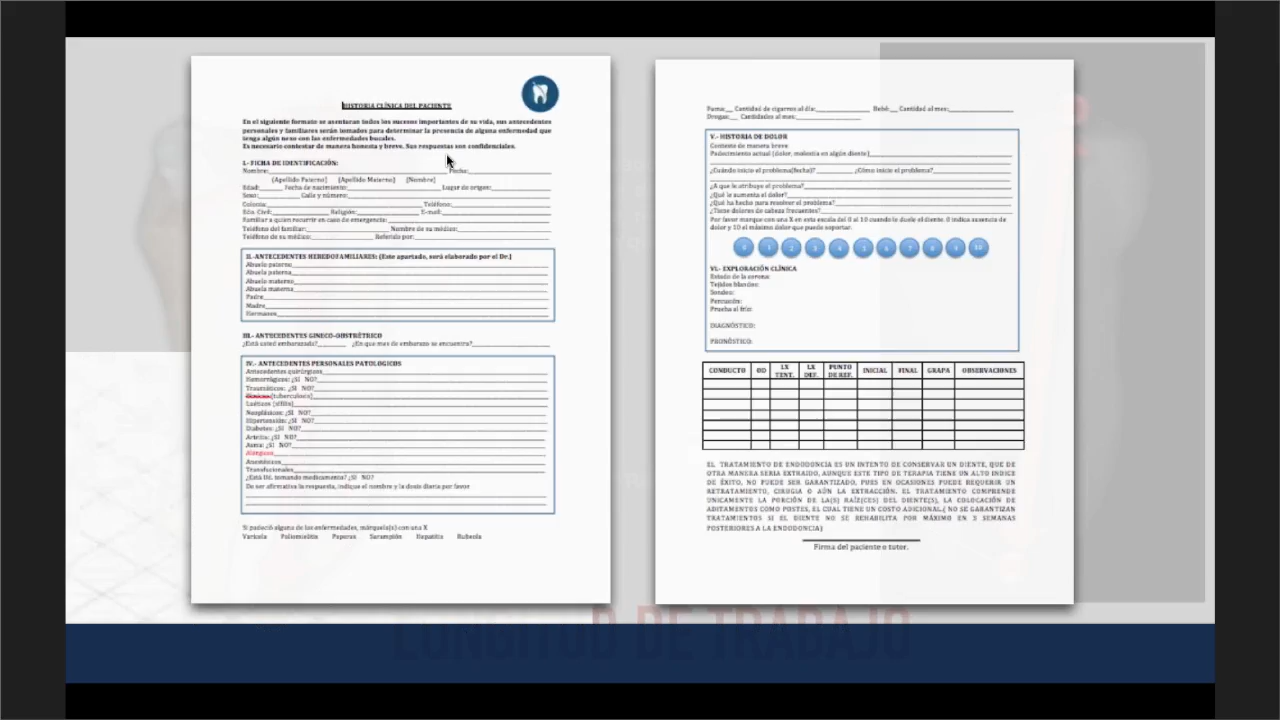 HISTORIA CLÍNICA DEL PACIENTE
En el siguiente formato se asentaran todos los sucesos importantes de su vida, sus antecedentes
personales y familiares serán tomados para determinar la presencia de alguna enfermedad que
tenga algún nexo con las enfermedades bucales.
Es necesario contestar de manera honesta y breve. Sus respuestas son confidenciales.
I.- FICHA DE IDENTIFICACIÓN:
Nombre: Fecha:
(Apellido Paterno) (Apellido Materno) (Nombre)
Edad: Fecha de nacimiento: Lugar de origen:
Sexo: Calle y número:
Colonia: Teléfono:
Edo. Civil: Religión: E-mail:
Familiar a quien recurrir en caso de emergencia:
Teléfono del familiar: Nombre de su médico:
Teléfono de su médico: Referido por:
II.-ANTECEDENTES HEREDOFAMILIARES: (Este apartado, será elaborado por el Dr.)
Abuelo paterno
Abuela paterna
Abuelo materno
Abuela materna
Padre
Madre
Hermanos
III.- ANTECEDENTES GINECO-OBSTRÉTRICO
¿Está usted embarazada? ¿En que mes de embarazo se encuentra?
IV.- ANTECEDENTES PERSONALES PATOLÓGICOS
Antecedentes quirúrgicos
Hemorrágicos: ¿SI NO?
Traumáticos: ¿SI NO?
(tuberculosis)
Luéticos (sífilis)
Neoplásicos: ¿SI NO?
Hipertensión: ¿SI NO?
Diabetes: ¿SI NO?
Artritis: ¿SI NO?
Asma: ¿SI NO?
Alérgicos
Anémicos
Transfusionales
¿Está Ud. tomando medicamento? ¿SI NO?
De ser afirmativa la respuesta, indique el nombre y la dosis diaria por favor
Si padeció alguna de las enfermedades, márquela(s) con una X
Varicela Poliomielitis Paperas Sarampión Hepatitis Rubeola
Fuma: Cantidad de cigarros al día: Bebé: Cantidad al mes:
Drogas: Cantidades al mes:
V.- HISTORIA DE DOLOR
Conteste de manera breve
Padecimiento actual (dolor, molestia en algún diente)
¿Cuándo inicio el problema(fecha)? ¿Cómo inicio el problema?
¿A que le atribuye el problema?
¿Qué le aumenta el dolor?
¿Qué ha hecho para resolver el problema?
¿Tiene dolores de cabeza frecuentes?
Por favor marque con una X en esta escala del 0 al 10 cuando le duele el diente. 0 indica ausencia de
dolor y 10 el máximo dolor que puede soportar.
0 1 2 3 4 5 6 7 8 9 10
VI.- EXPLORACIÓN CLÍNICA
Estado de la corona:
Tejidos blandos:
Sondeo:
Percusión:
Prueba al frío:
DIAGNÓSTICO:
PRONÓSTICO:
CONDUCTO OD LX TENT. LX DEF. PUNTO DE REF. INICIAL FINAL GRAPA OBSERVACIONES
EL TRATAMIENTO DE ENDODONCIA ES UN INTENTO DE CONSERVAR UN DIENTE, QUE DE
OTRA MANERA SERIA EXTRAIDO, AUNQUE ESTE TIPO DE TERAPIA TIENE UN ALTO INDICE
DE ÉXITO, NO PUEDE SER GARANTIZADO, PUES EN OCASIONES PUEDE REQUERIR UN
RETRATAMIENTO, CIRUGIA O AÚN LA EXTRACCIÓN. EL TRATAMIENTO COMPRENDE
UNICAMENTE LA PORCIÓN DE LA(S) RAÍZ(CES) DEL DIENTE(S), LA COLOCACIÓN DE
ADITAMENTOS COMO POSTES, EL CUAL TIENE UN COSTO ADICIONAL.( NO SE GARANTIZAN
TRATAMIENTOS SI EL DIENTE NO SE REHABILITA POR MÁXIMO EN 3 SEMANAS
POSTERIORES A LA ENDODONCIA)
Firma del paciente o tutor.
LONGITUD DE TRABAJO